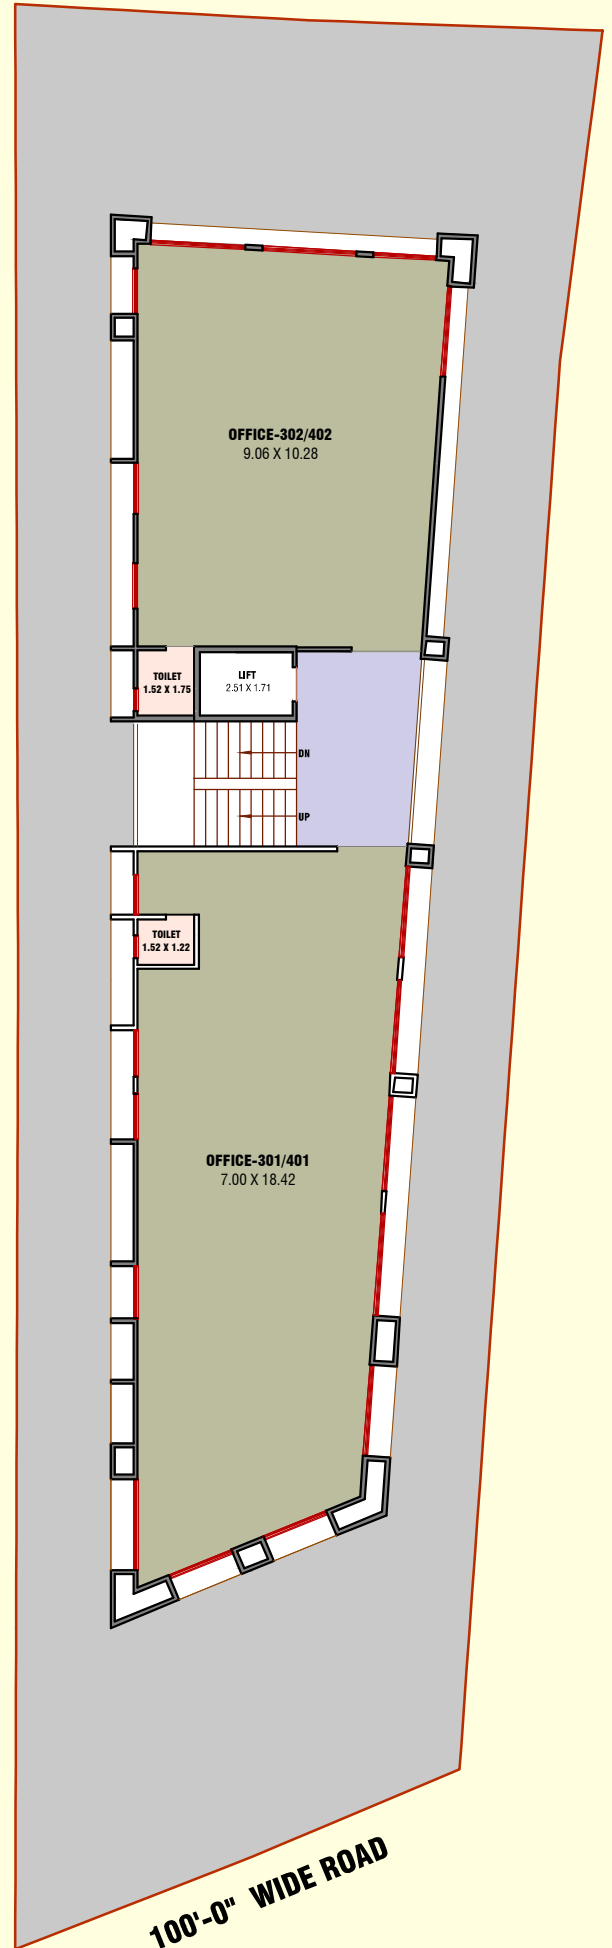 OFFICE-302/402
9.06 X 10.28
TOILET
1.52 X 1.75
LIFT
2.51 X 1.71
DN
UP
TOILET
1.52 X 1.22
OFFICE-301/401
7.00 X 18.42
100'-0" WIDE ROAD